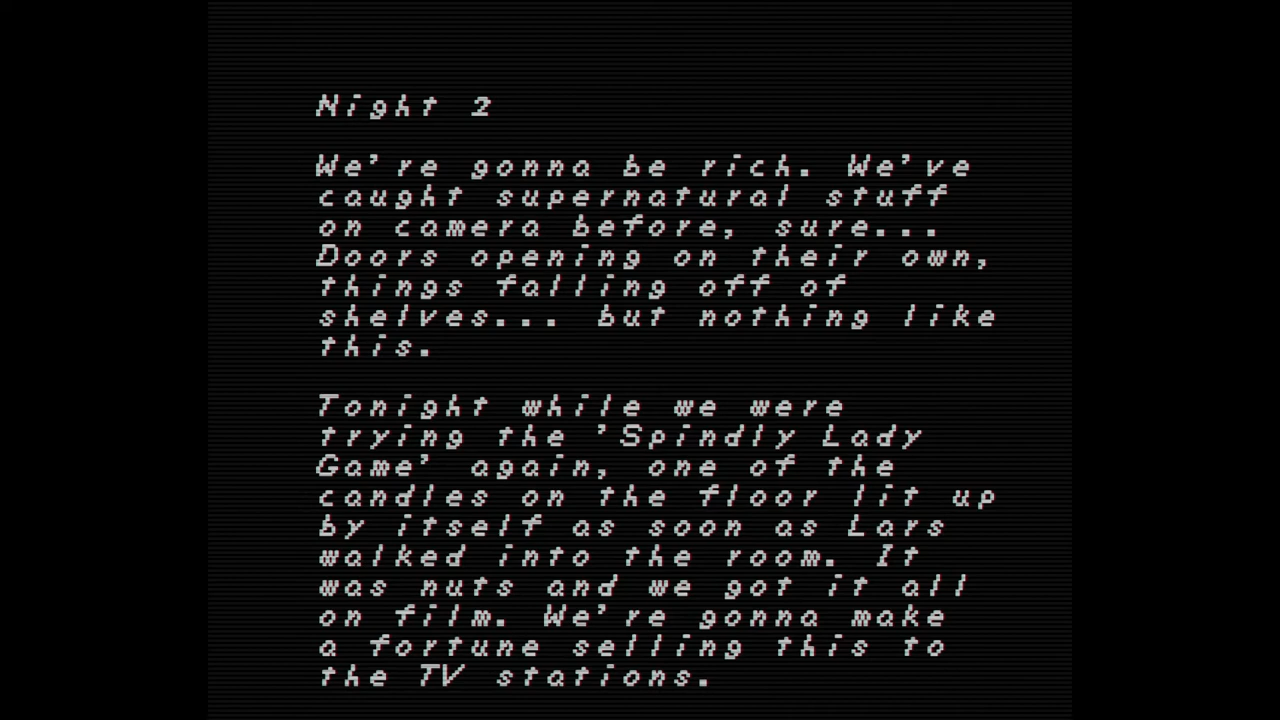 Night 2
We're gonna be rich. We've
caught supernatural stuff
on camera before, sure...
Doors opening on their own,
things falling off of
shelves... but nothing like
this.
Tonight while we were
trying the 'Spindly Lady
Game' again, one of the
candles on the floor lit up
by itself as soon as Lars
walked into the room. It
was nuts and we got it all
on film. We're gonna make
a fortune selling this to
the TV stations.